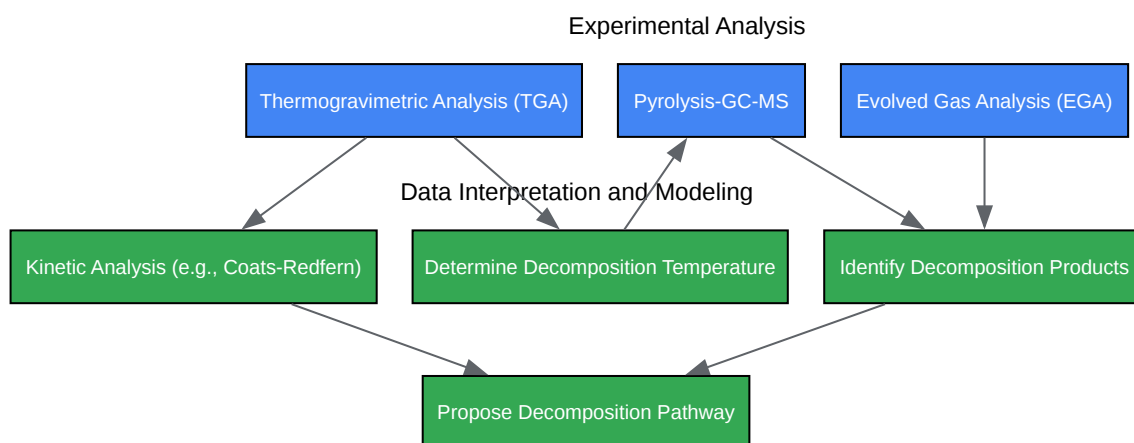 Experimental Analysis
Thermogravimetric Analysis (TGA)
Pyrolysis-GC-MS
Evolved Gas Analysis (EGA)
Data Interpretation and Modeling
Kinetic Analysis (e.g., Coats-Redfern)
Determine Decomposition Temperature
Identify Decomposition Products
Propose Decomposition Pathway